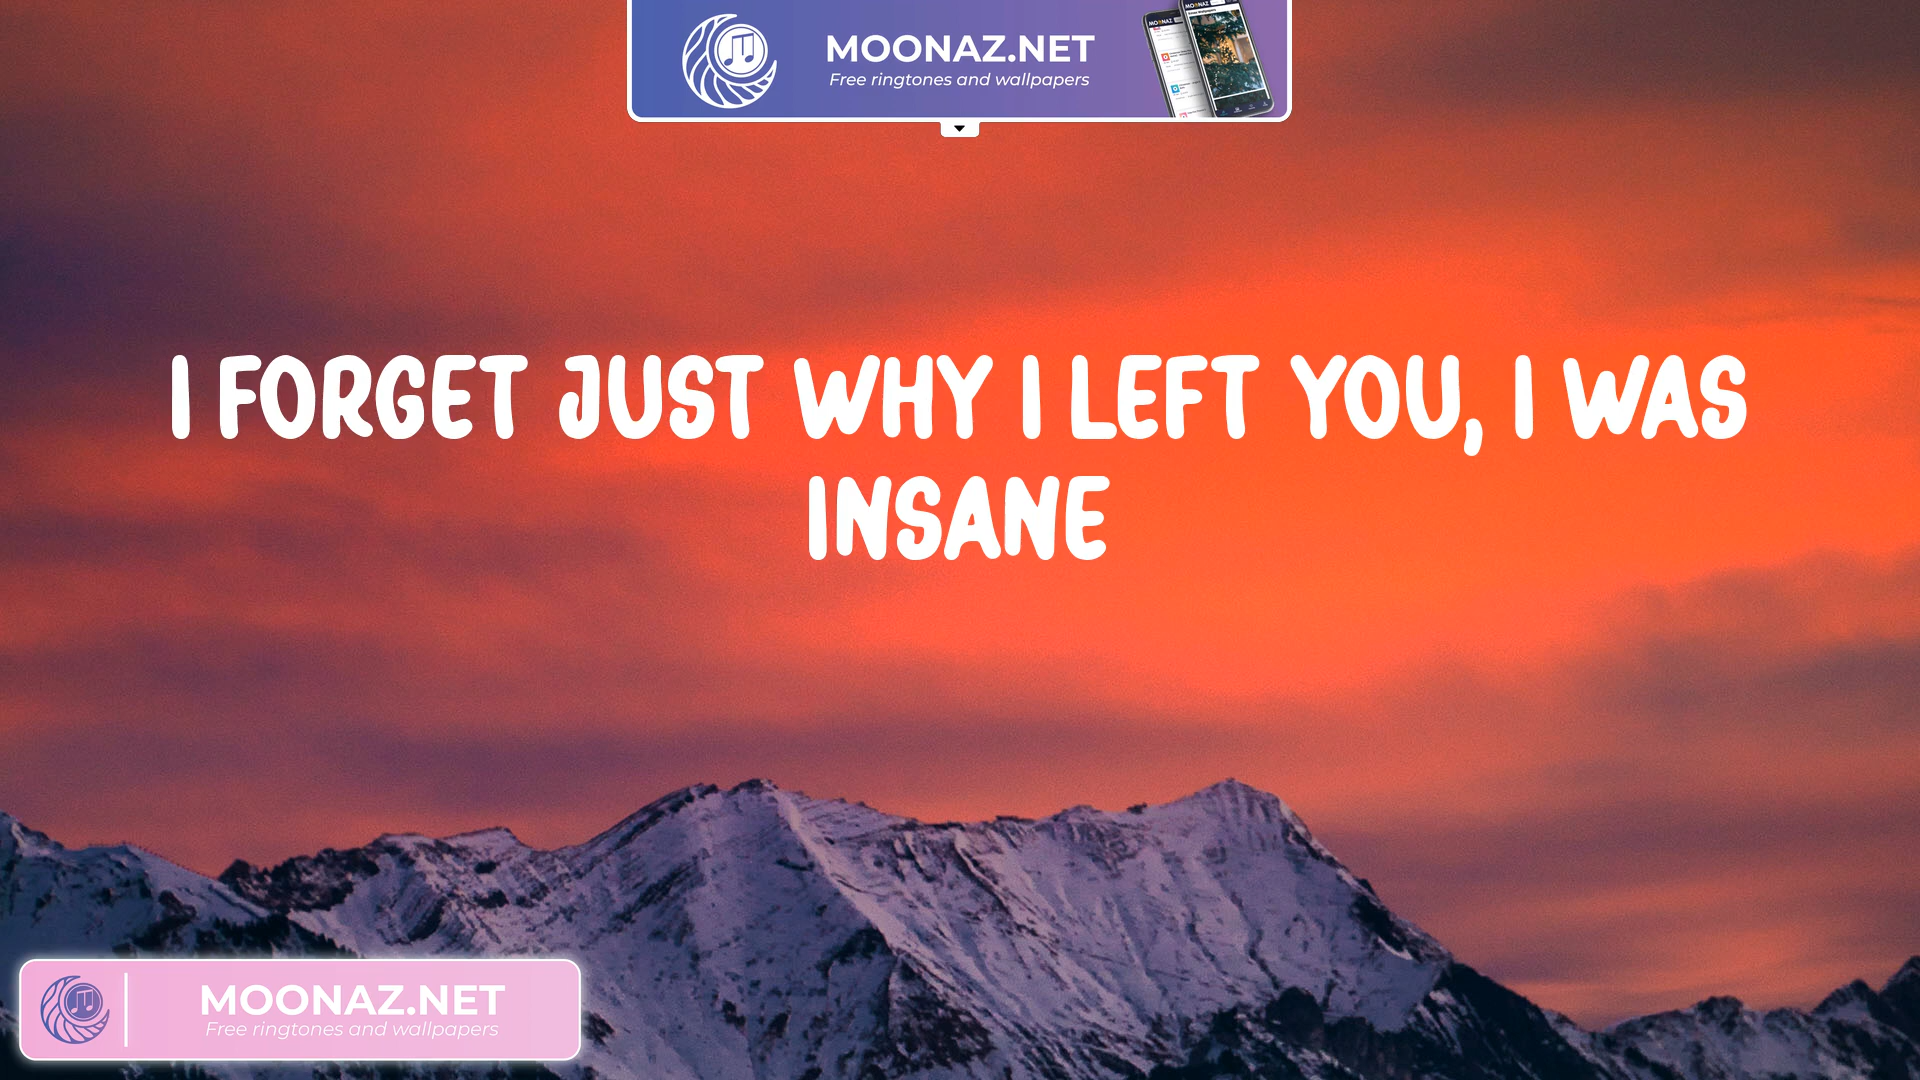 MOONAZ.NET
Free ringtones and wallpapers
I FORGET JUST WHY I LEFT YOU, I WAS
INSANE
MOONAZ.NET
Free ringtones and wallpapers